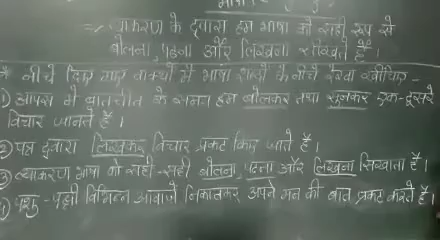 भाषा
व्याकरण के द्वारा हम भाषा को सही रूप से
बोलना, पढ़ना और लिखना सीखते हैं।
* नीचे दिए गए वाक्यों में भाषा शब्दों के नीचे रेखा खींचिए-
① आपस में बातचीत के समय हम बोलकर तथा सुनकर एक-दूसरे
विचार जानते हैं।
② पत्र द्वारा लिखकर विचार प्रकट किए जाते हैं।
③ व्याकरण भाषा को सही-सही बोलना, पढ़ना और लिखना सिखाता है।
④ पशु-पक्षी विभिन्न आवाजें निकालकर अपने मन की बात प्रकट करते हैं।